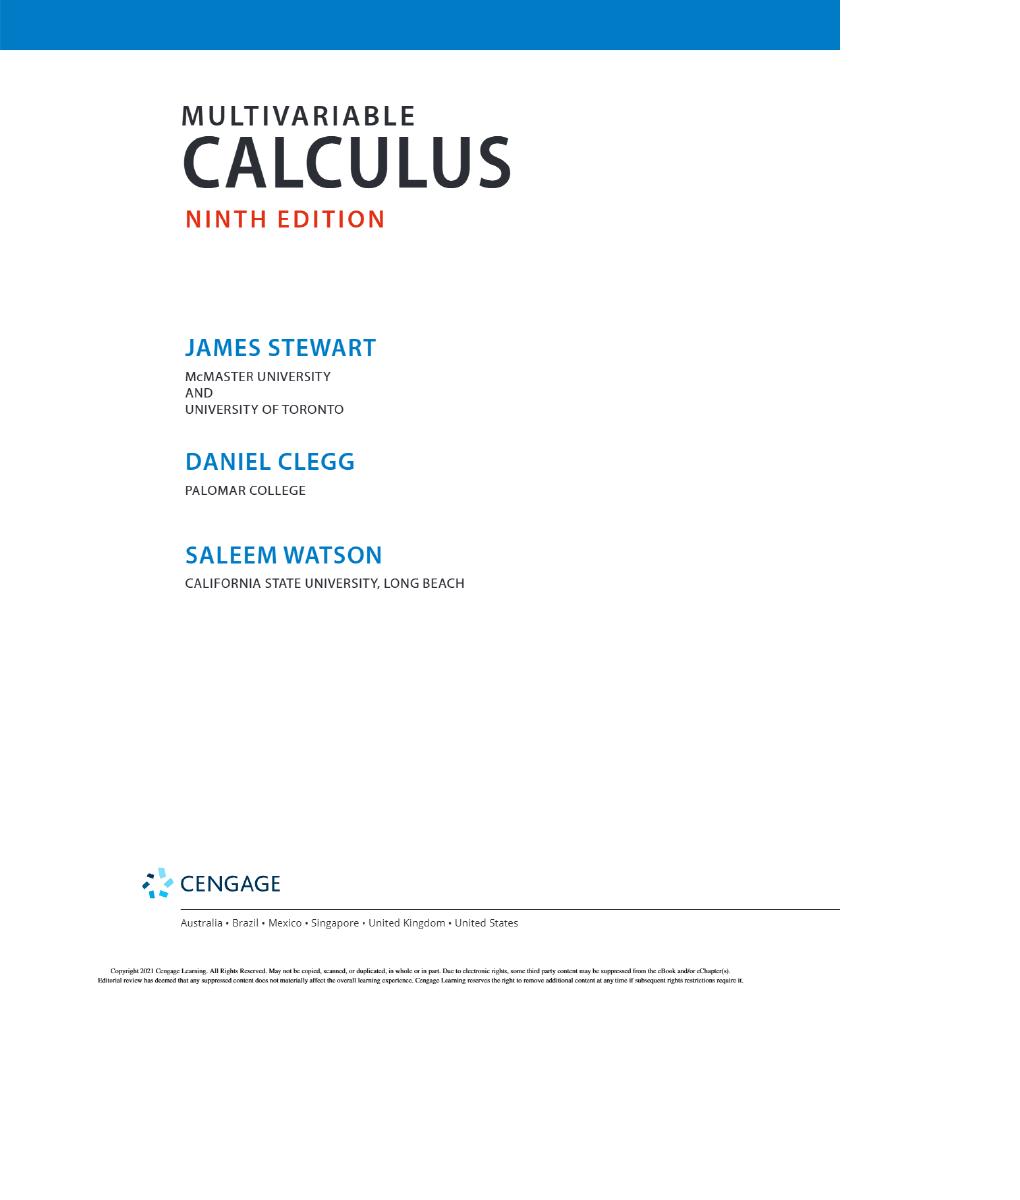 MULTIVARIABLE
CALCULUS
NINTH EDITION
JAMES STEWART
McMASTER UNIVERSITY
AND
UNIVERSITY OF TORONTO
DANIEL CLEGG
PALOMAR COLLEGE
SALEEM WATSON
CALIFORNIA STATE UNIVERSITY, LONG BEACH
CENGAGE
Australia • Brazil • Mexico • Singapore • United Kingdom • United States
Copyright 2021 Cengage Learning. All Rights Reserved. May not be copied, scanned, or duplicated, in whole or in part. Due to electronic rights, some third party content may be suppressed from the eBook and/or eChapter(s).
Editorial review has deemed that any suppressed content does not materially affect the overall learning experience. Cengage Learning reserves the right to remove additional content at any time if subsequent rights restrictions require it.